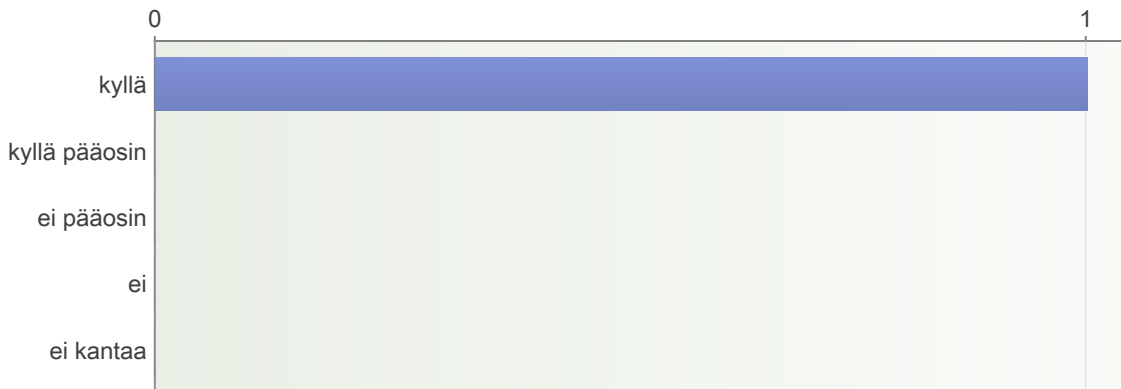 0 1
kyllä
kyllä pääosin
ei pääosin
ei
ei kantaa